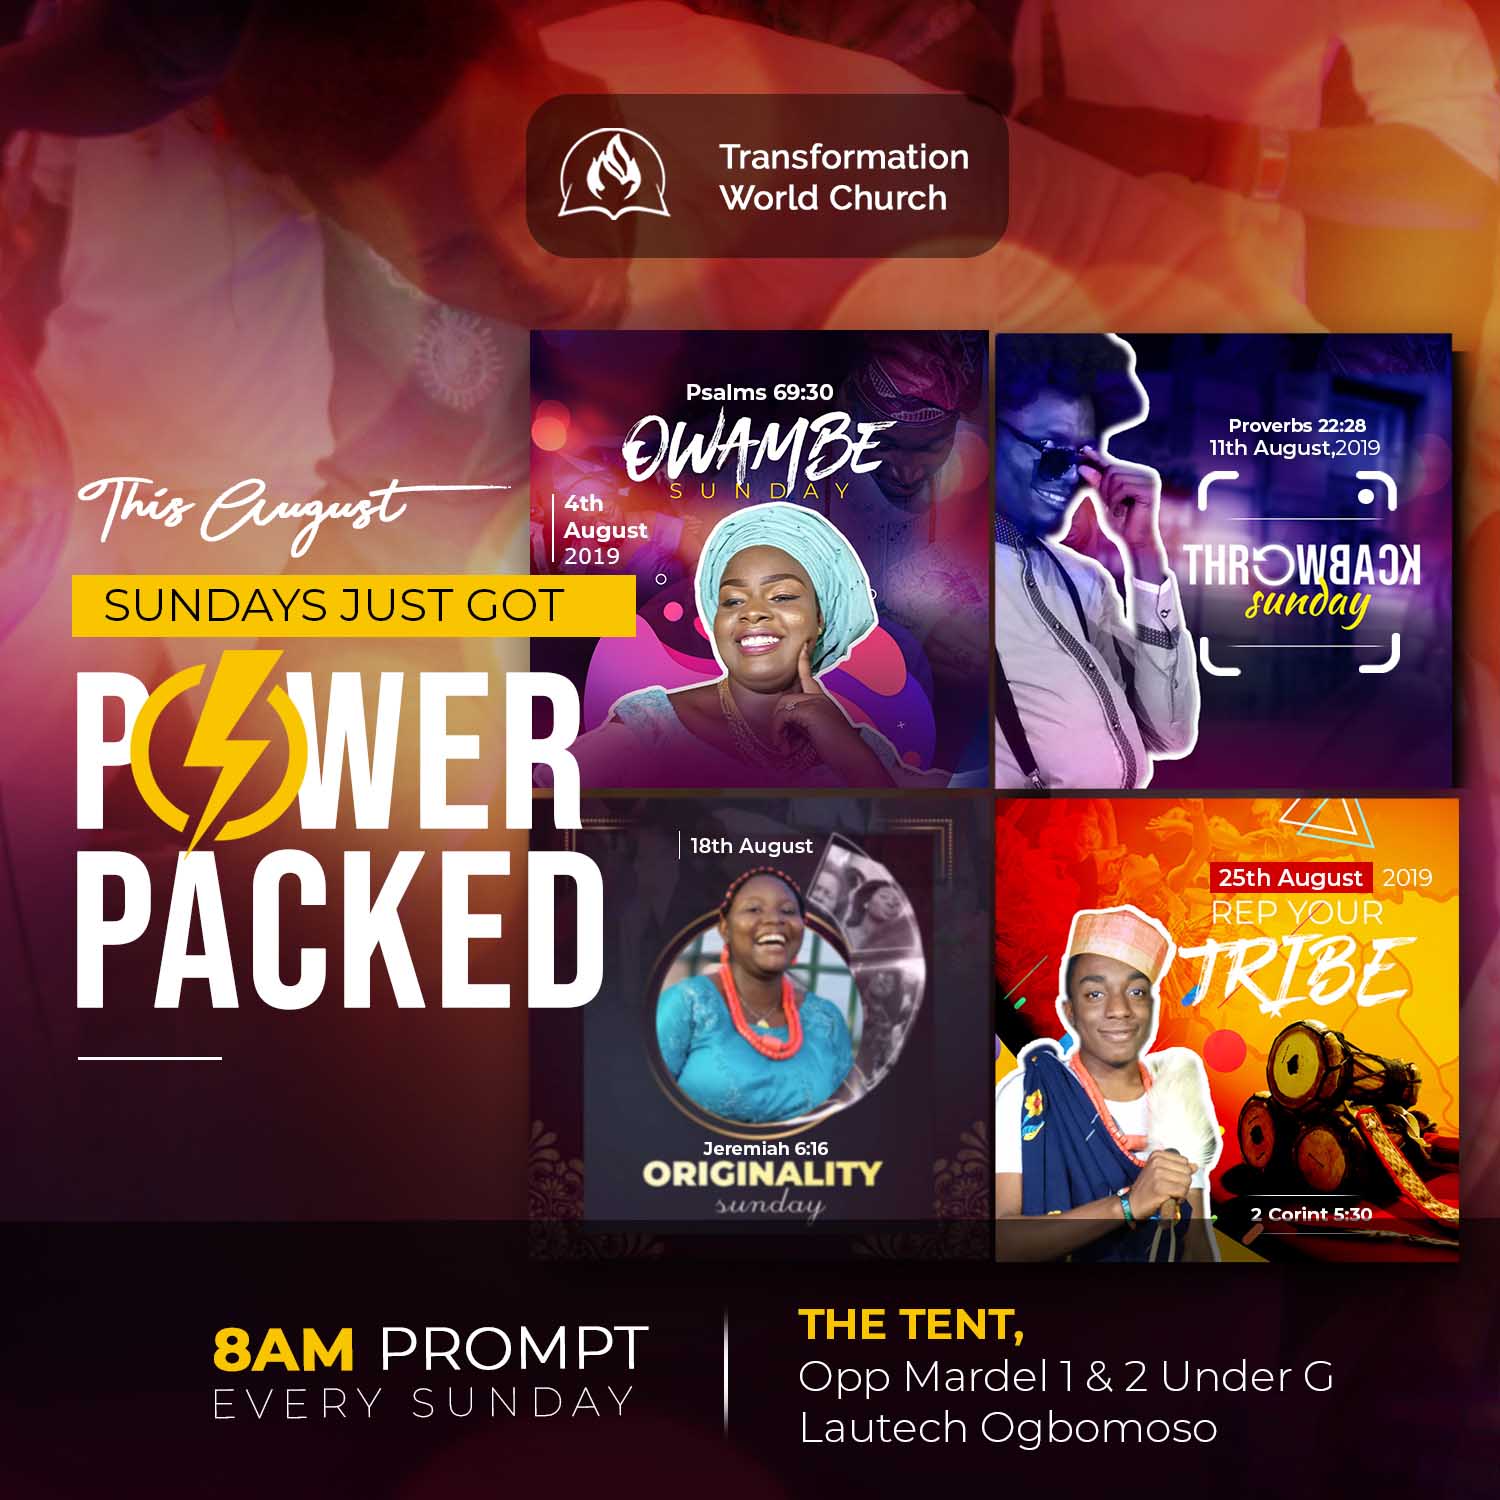 Transformation
World Church
This August
SUNDAYS JUST GOT
POWER
PACKED
Psalms 69:30
OWAMBE
SUNDAY
4th
August
2019
Proverbs 22:28
11th August,2019
THROWBACK
sunday
18th August
Jeremiah 6:16
ORIGINALITY
sunday
25th August 2019
REP YOUR
TRIBE
2 Corint 5:30
8AM PROMPT
EVERY SUNDAY
THE TENT,
Opp Mardel 1 & 2 Under G
Lautech Ogbomoso